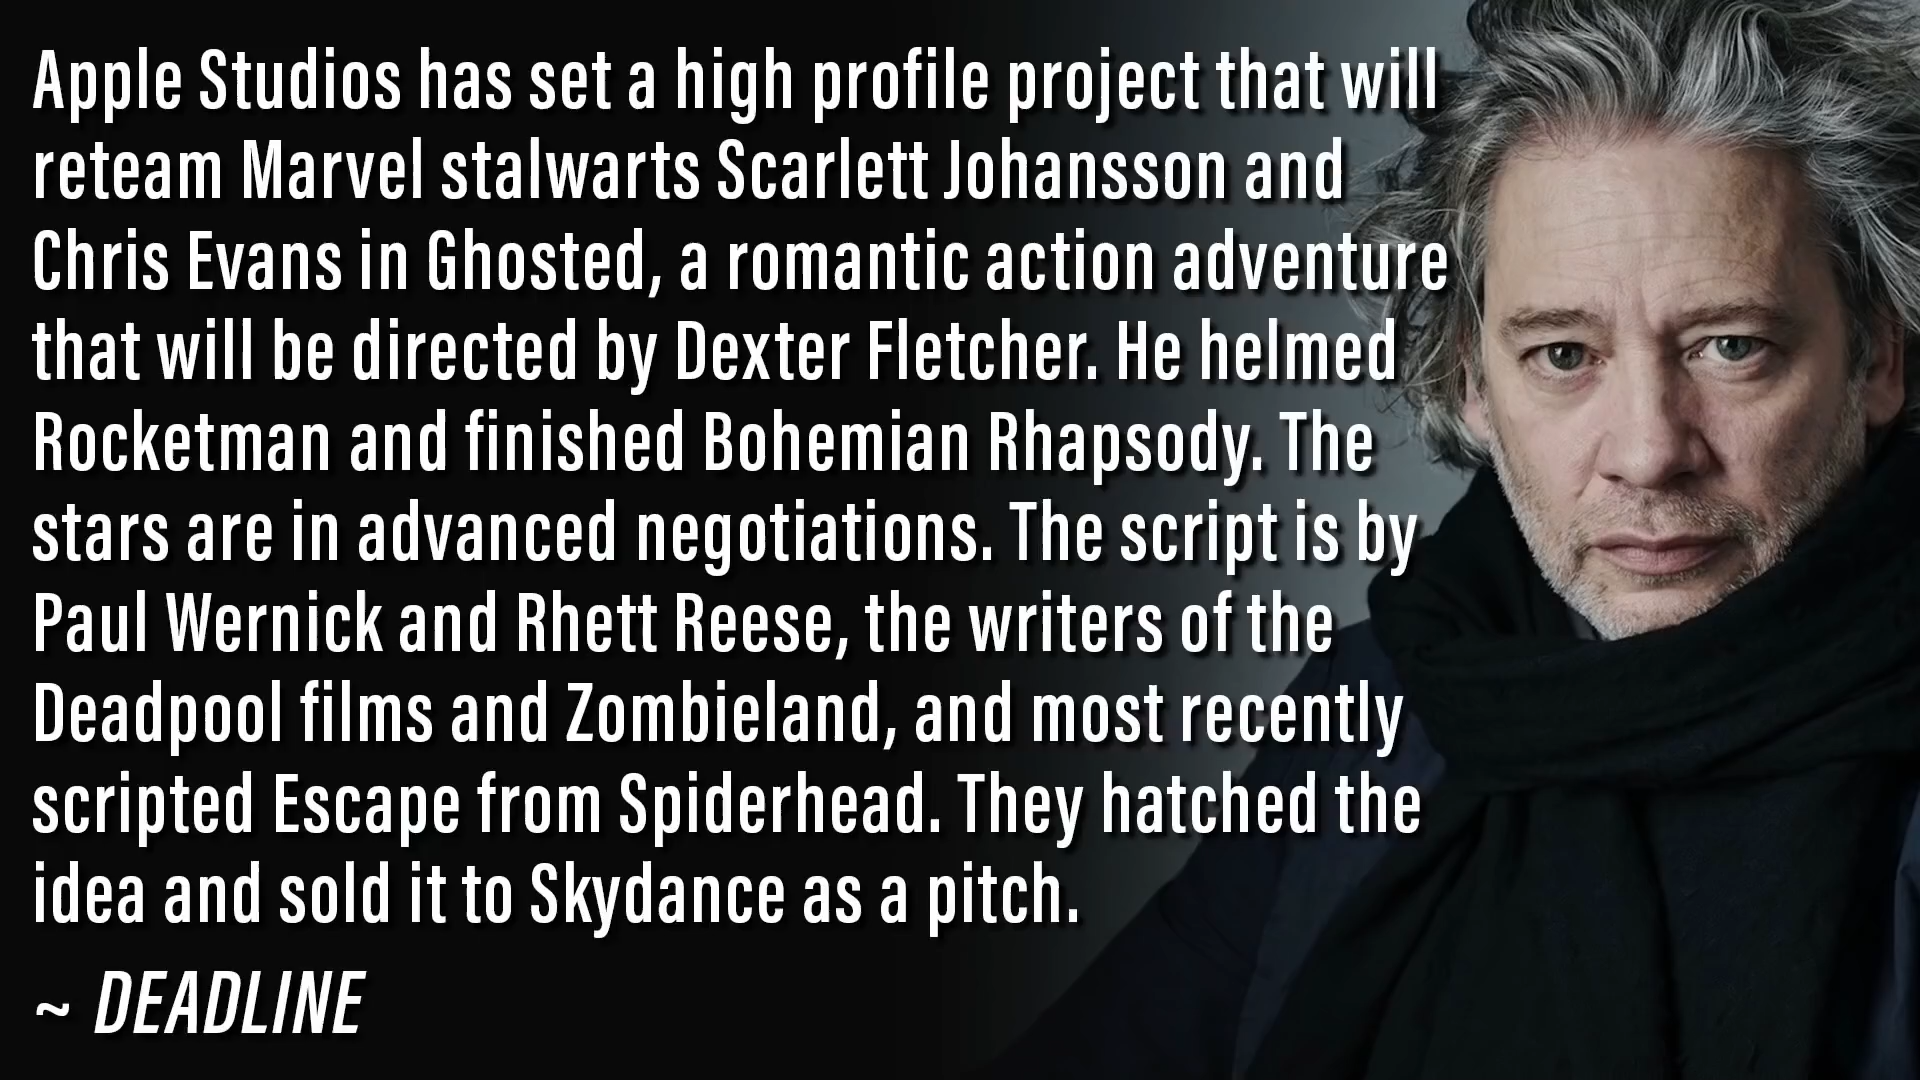 Apple Studios has set a high profile project that will
reteam Marvel stalwarts Scarlett Johansson and
Chris Evans in Ghosted, a romantic action adventure
that will be directed by Dexter Fletcher. He helmed
Rocketman and finished Bohemian Rhapsody. The
stars are in advanced negotiations. The script is by
Paul Wernick and Rhett Reese, the writers of the
Deadpool films and Zombieland, and most recently
scripted Escape from Spiderhead. They hatched the
idea and sold it to Skydance as a pitch.
~ DEADLINE